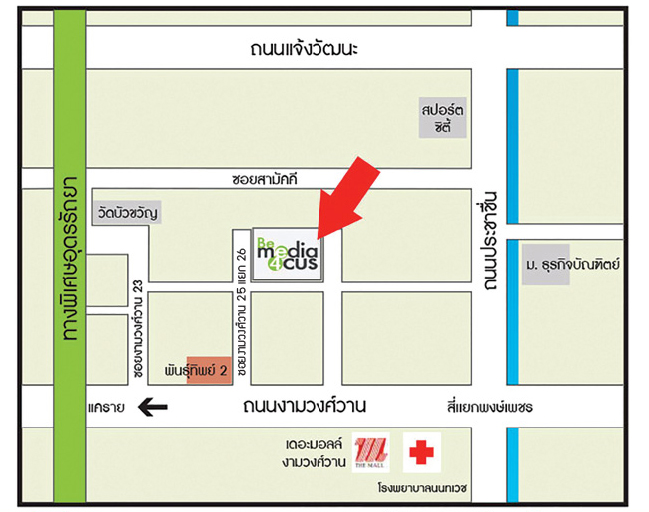 ถนนแจ้งวัฒนะ
สปอร์ต
ซิตี้
ซอยสามัคคี
ทางพิเศษอุดรรัถยา
วัดบัวขวัญ
ถนนประชาชื่น
Be
media
4cus
ม. ธุรกิจบัณฑิตย์
ซอยงามวงศ์วาน 23
ซอยงามวงศ์วาน 25 แยก 26
พันธุ์ทิพย์ 2
แคราย
ถนนงามวงศ์วาน
สี่แยกพงษ์เพชร
เดอะมอลล์
งามวงศ์วาน
THE MALL
โรงพยาบาลนนทเวช